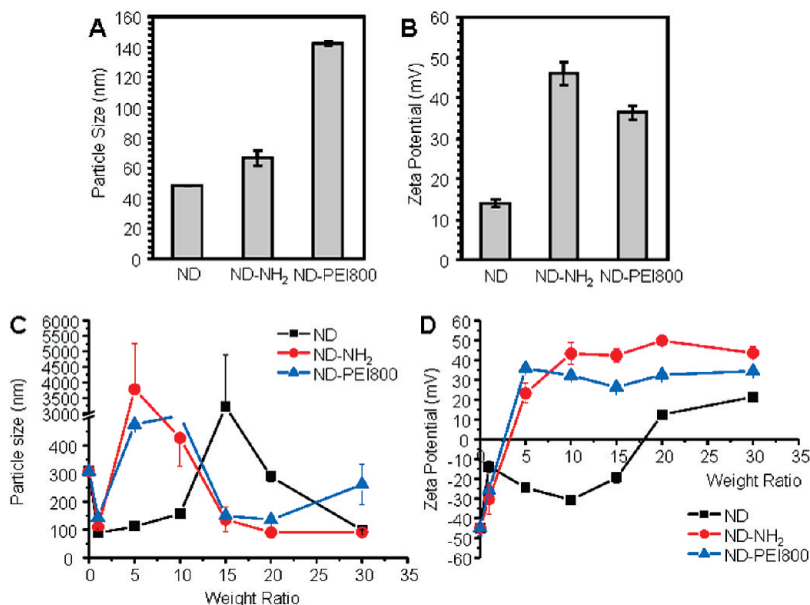 A
Particle Size (nm)
160
140
120
100
80
60
40
20
0
ND
ND-NH₂
ND-PEI800
B
Zeta Potential (mV)
60
50
40
30
20
10
0
ND
ND-NH₂
ND-PEI800
C
Particle size (nm)
6000
5500
5000
4500
4000
3500
3000
400
300
200
100
0
0 5 10 15 20 25 30 35
Weight Ratio
ND
ND-NH₂
ND-PEI800
D
Zeta Potential (mV)
60
50
40
30
20
10
0
-10
-20
-30
-40
-50
-60
5 10 15 20 25 30 35
Weight Ratio
ND
ND-NH₂
ND-PEI800